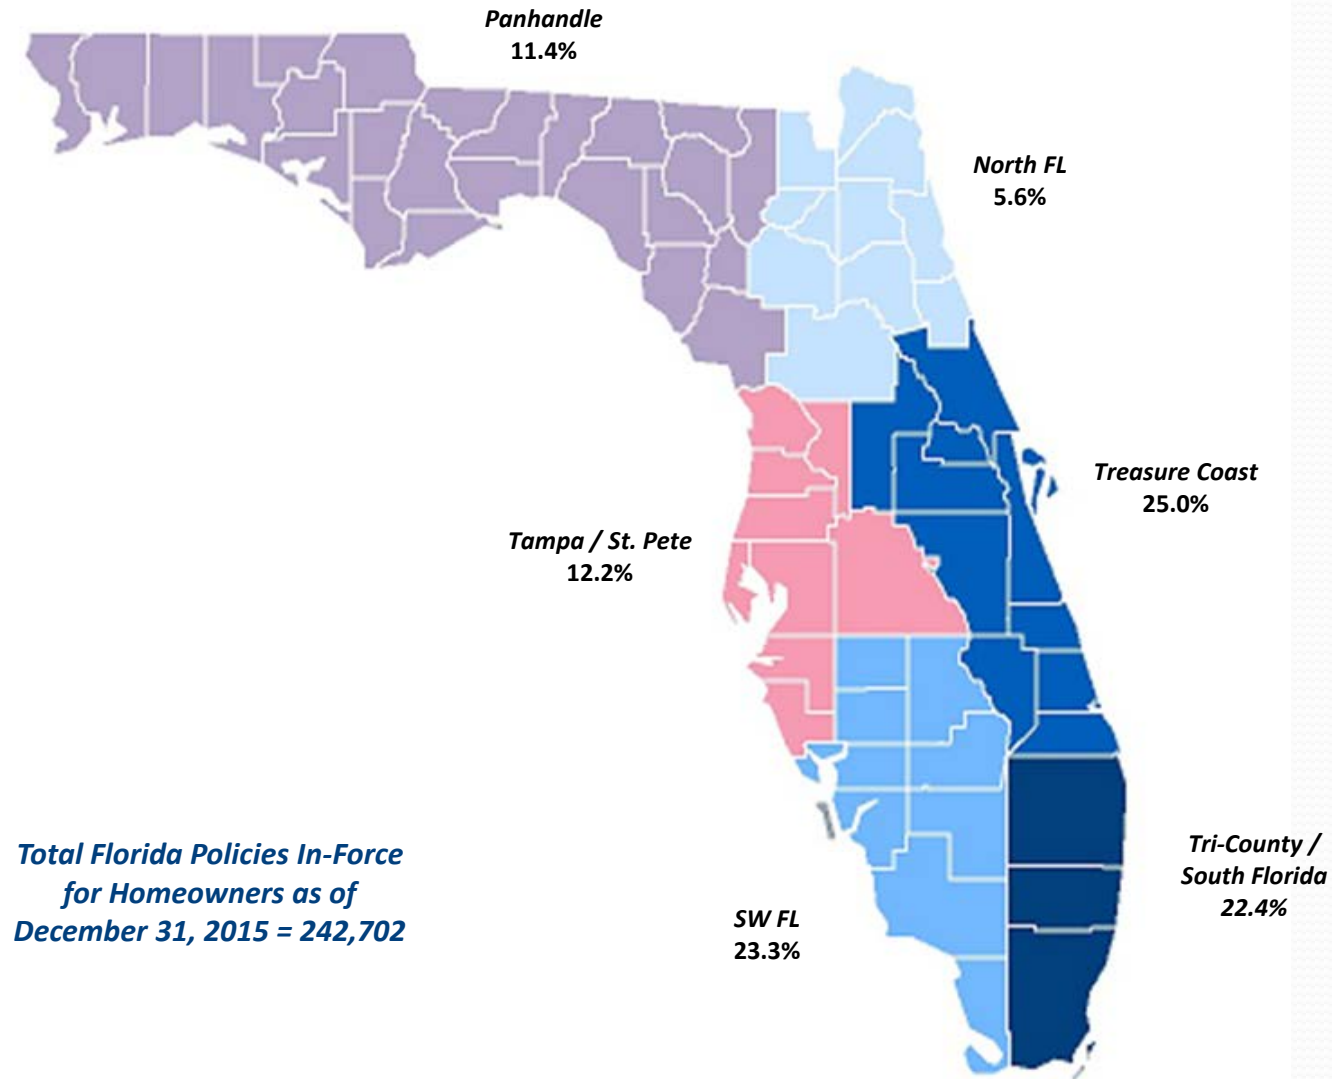 Panhandle
11.4%
North FL
5.6%
Treasure Coast
25.0%
Tampa / St. Pete
12.2%
Total Florida Policies In-Force
for Homeowners as of
December 31, 2015 = 242,702
SW FL
23.3%
Tri-County /
South Florida
22.4%